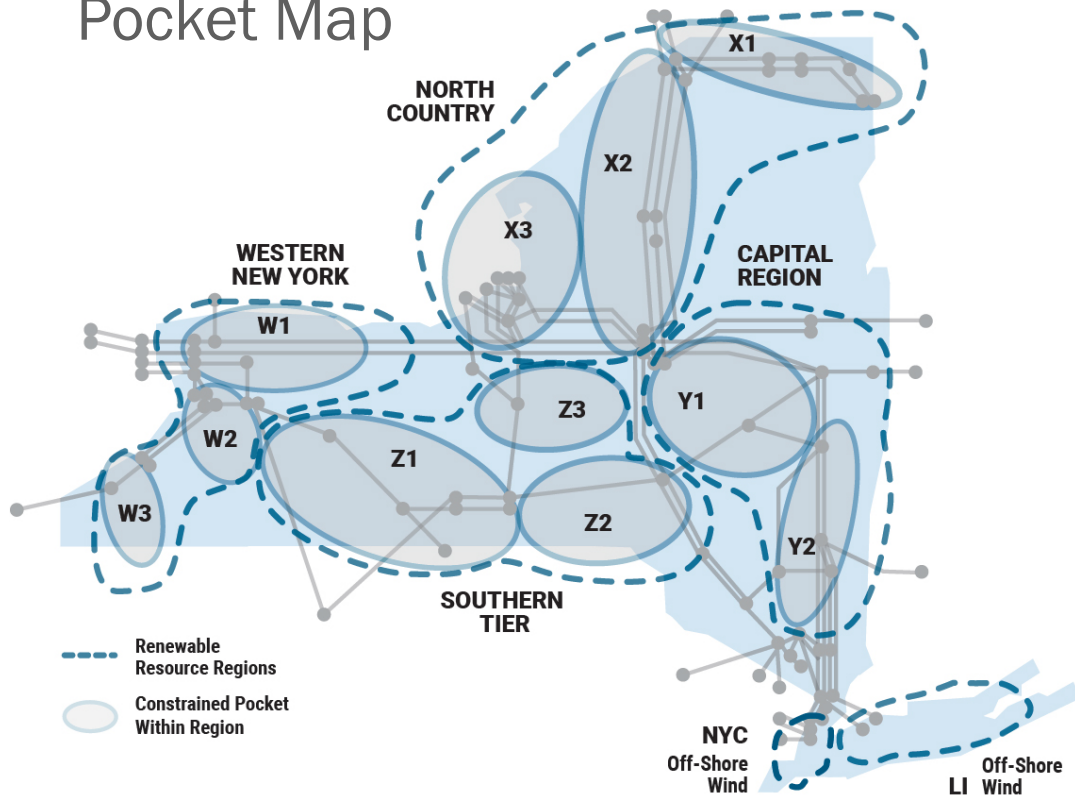 Pocket Map
X1
NORTH
COUNTRY
X2
X3
WESTERN
NEW YORK
CAPITAL
REGION
W1
Y1
Z3
W2
Z1
W3
Z2
Y2
SOUTHERN
TIER
Renewable
Resource Regions
Constrained Pocket
Within Region
NYC
Off-Shore
Wind
LI
Off-Shore
Wind